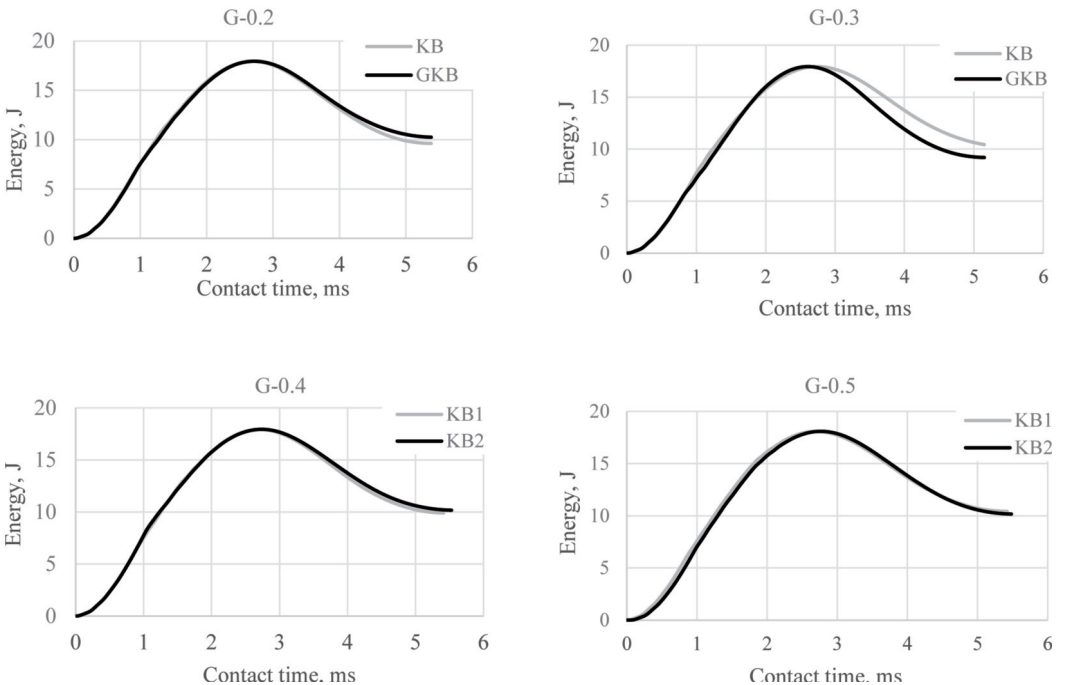 G-0.2
20
15
10
5
0
Energy, J
KB
GKB
0 1 2 3 4 5 6
Contact time, ms
G-0.3
20
15
10
5
0
Energy, J
KB
GKB
0 1 2 3 4 5 6
Contact time, ms
G-0.4
20
15
10
5
0
Energy, J
KB1
KB2
0 1 2 3 4 5 6
Contact time, ms
G-0.5
20
15
10
5
0
Energy, J
KB1
KB2
0 1 2 3 4 5 6
Contact time, ms